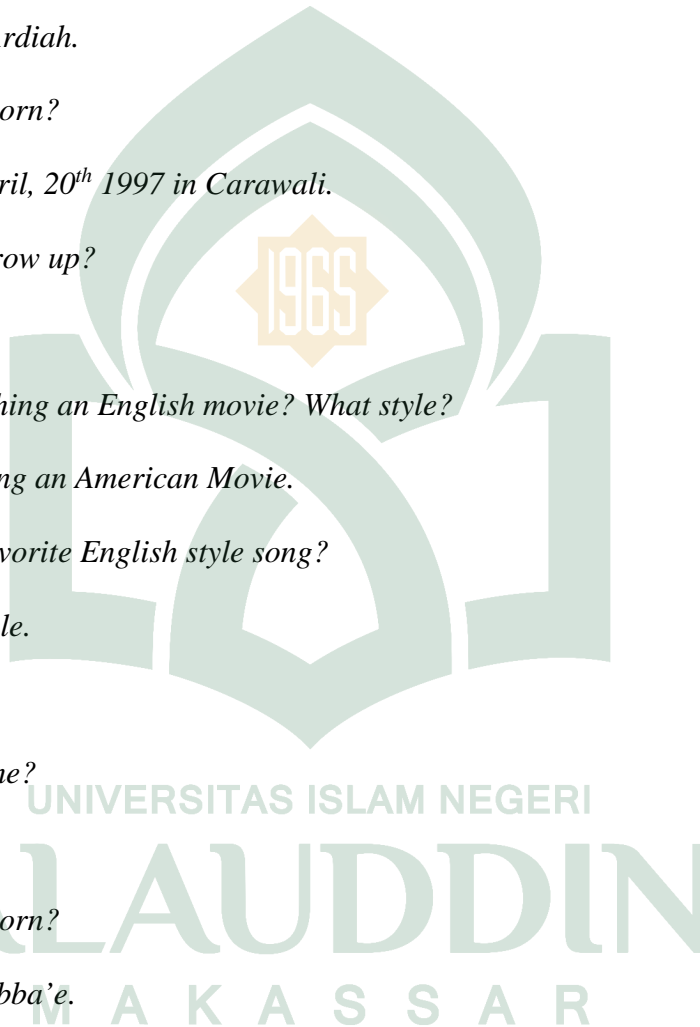 rdiah.
orn?
ril, 20th 1997 in Carawali.
row up?
1965
hing an English movie? What style?
ng an American Movie.
vorite English style song?
le.
ne?
UNIVERSITAS ISLAM NEGERI
ALAUDDIN
orn?
bba’e.
MAKASSAR